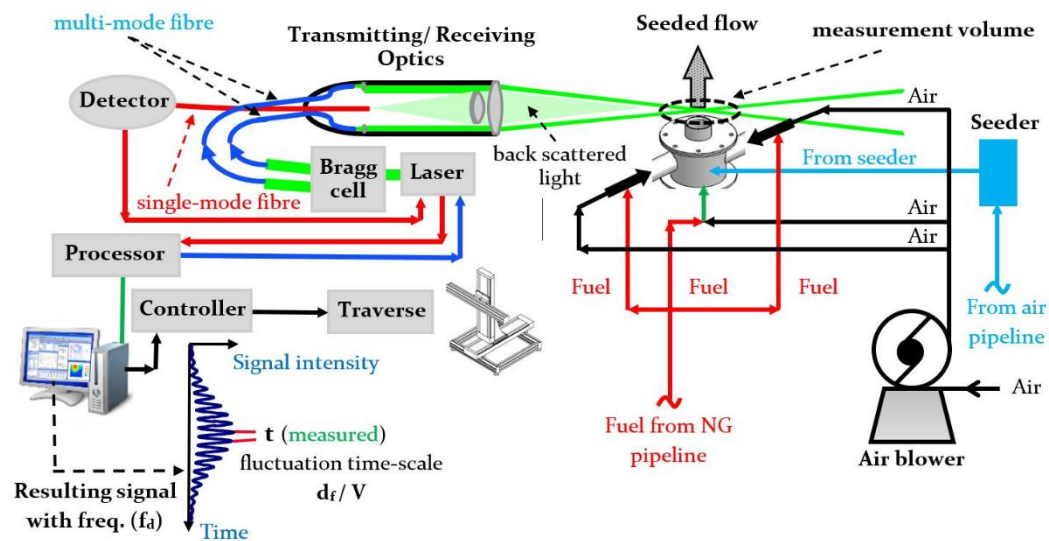 multi-mode fibre
Transmitting/ Receiving
Optics
Seeded flow
measurement volume
Detector
Air
Seeder
From seeder
back scattered
light
Bragg
cell
Laser
single-mode fibre
Air
Air
Processor
Fuel
Fuel
Fuel
From air
pipeline
Controller
Traverse
Signal intensity
Air
t (measured)
fluctuation time-scale
df / V
Fuel from NG
pipeline
Air blower
Resulting signal
with freq. (fd)
Time